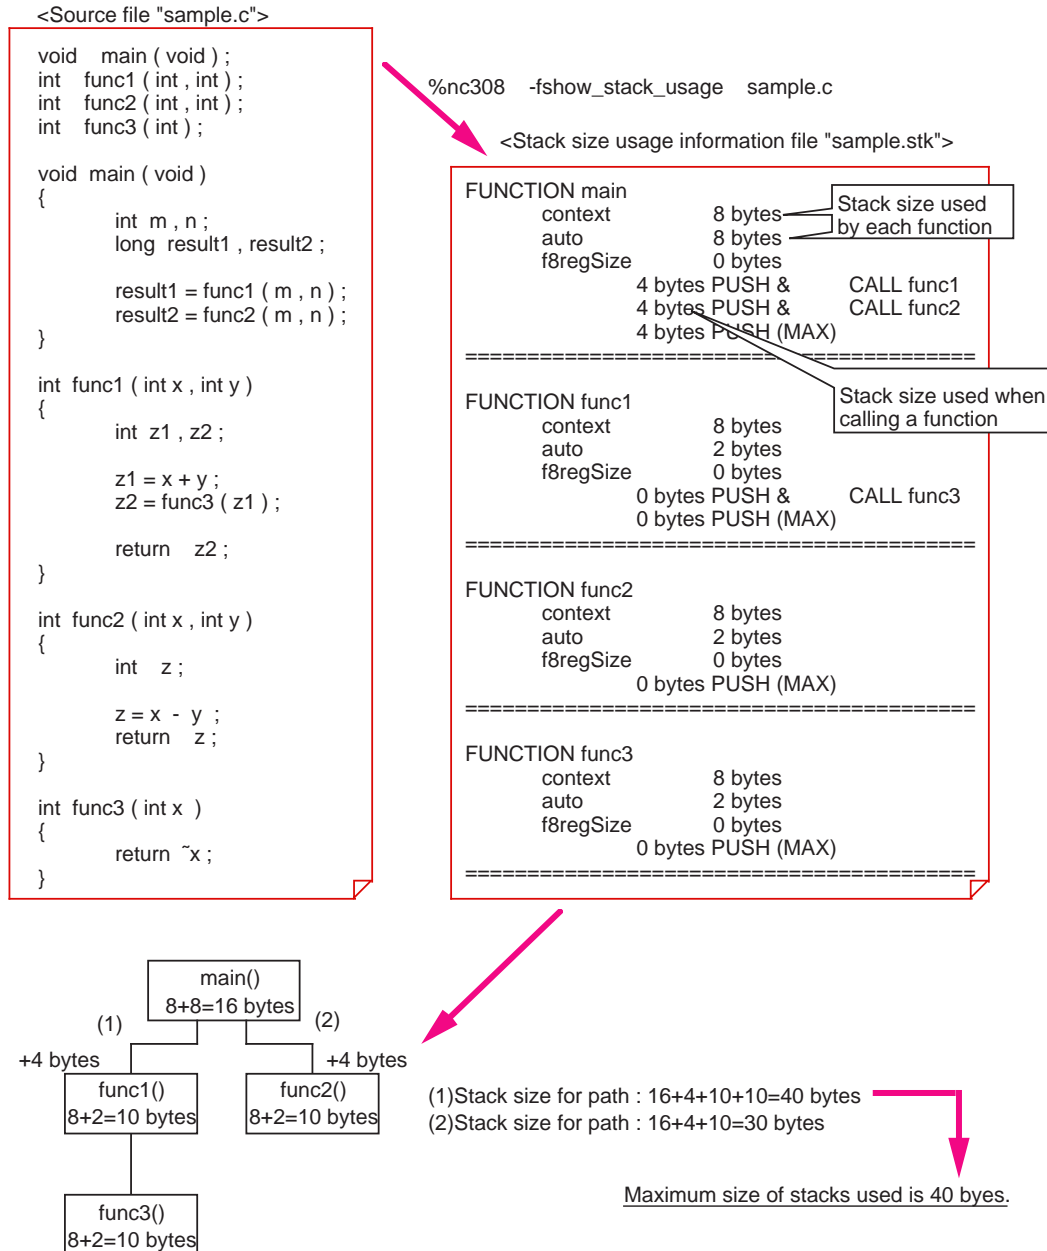 <Source file "sample.c">
void main ( void ) ;
int func1 ( int , int ) ;
int func2 ( int , int ) ;
int func3 ( int ) ;
void main ( void )
{
int m , n ;
long result1 , result2 ;
result1 = func1 ( m , n ) ;
result2 = func2 ( m , n ) ;
}
int func1 ( int x , int y )
{
int z1 , z2 ;
z1 = x + y ;
z2 = func3 ( z1 ) ;
return z2 ;
}
int func2 ( int x , int y )
{
int z ;
z = x - y ;
return z ;
}
int func3 ( int x )
{
return ~x ;
}
%nc308 -fshow_stack_usage sample.c
<Stack size usage information file "sample.stk">
FUNCTION main
context 8 bytes
auto 8 bytes
f8regSize 0 bytes
4 bytes PUSH & CALL func1
4 bytes PUSH & CALL func2
4 bytes PUSH (MAX)
=========================================
FUNCTION func1
context 8 bytes
auto 2 bytes
f8regSize 0 bytes
0 bytes PUSH & CALL func3
0 bytes PUSH (MAX)
=========================================
FUNCTION func2
context 8 bytes
auto 2 bytes
f8regSize 0 bytes
0 bytes PUSH (MAX)
=========================================
FUNCTION func3
context 8 bytes
auto 2 bytes
f8regSize 0 bytes
0 bytes PUSH (MAX)
=========================================
Stack size used
by each function
Stack size used when
calling a function
main()
8+8=16 bytes
(1)
(2)
+4 bytes
+4 bytes
func1()
8+2=10 bytes
func2()
8+2=10 bytes
func3()
8+2=10 bytes
(1)Stack size for path : 16+4+10+10=40 bytes
(2)Stack size for path : 16+4+10=30 bytes
Maximum size of stacks used is 40 byes.